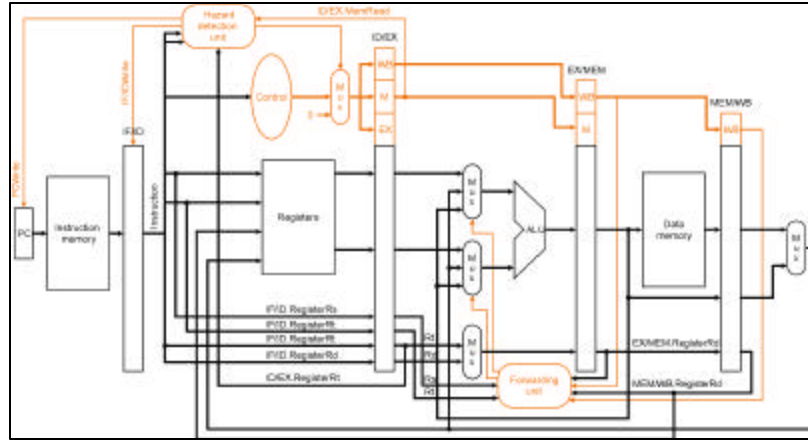 Hazard
detection
unit
ID/EX.MemRead
ID/EX
IF/IDWrite
PCWrite
Control
M
u
x
0
WB
M
EX
EX/MEM
WB
M
MEM/WB
WB
IF/ID
Instruction
PC
Instruction
memory
Registers
M
u
x
M
u
x
ALU
Data
memory
M
u
x
IF/ID.RegisterRs
IF/ID.RegisterRt
IF/ID.RegisterRt
IF/ID.RegisterRd
ID/EX.RegisterRt
Rt
Rd
M
u
x
Rs
Rt
Forwarding
unit
EX/MEM.RegisterRd
MEM/WB.RegisterRd